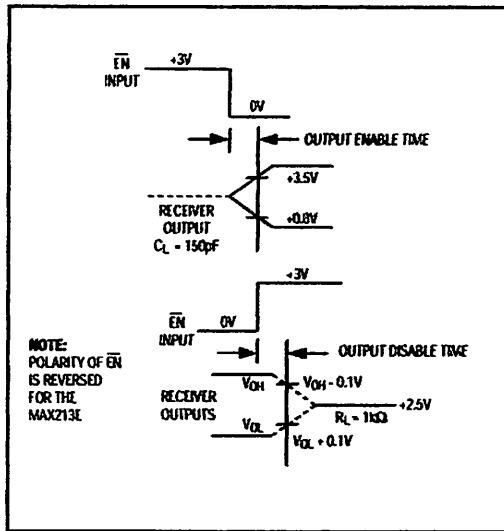 EN +3V
INPUT
0V
OUTPUT ENABLE TIME
+3.5V
RECEIVER
OUTPUT
+0.8V
CL = 150pF
+3V
EN 0V
INPUT
OUTPUT DISABLE TIME
NOTE:
POLARITY OF EN
IS REVERSED
FOR THE
MAX213E
RECEIVER
OUTPUTS
VOH
VOH - 0.1V
+2.5V
RL = 1kΩ
VOL
VOL + 0.1V